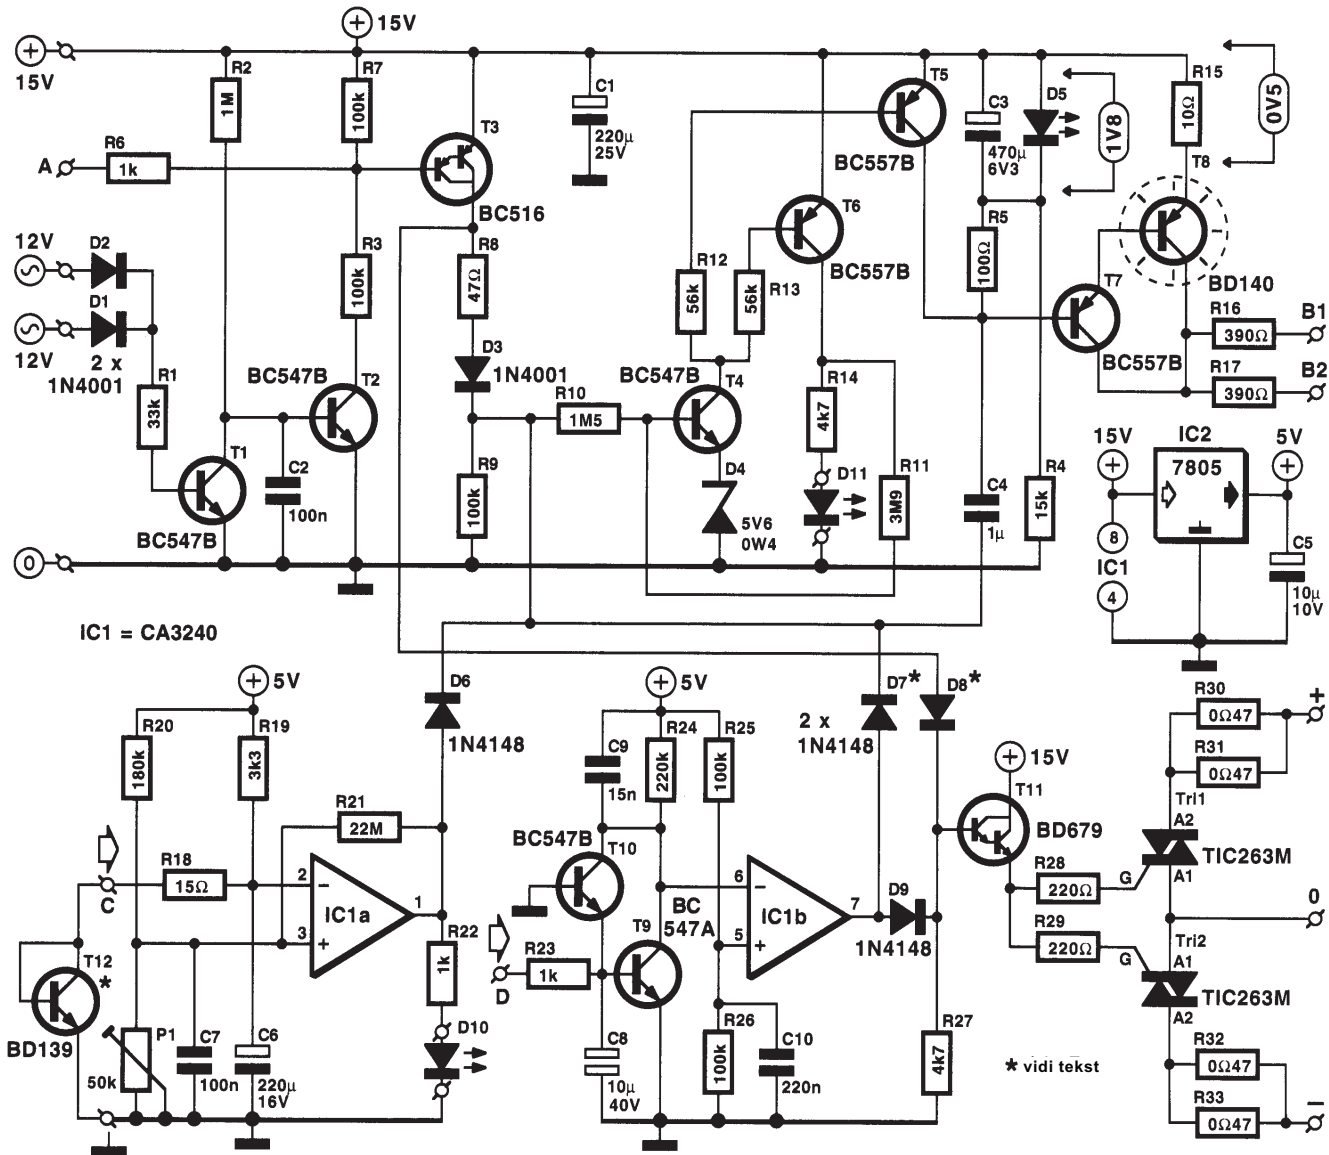 15V
15V
R2
1M
R7
100k
R6
1k
A
T3
BC516
C1
220µ
25V
T5
BC557B
C3
470µ
6V3
D5
1V8
R15
10Ω
0V5
T8
BD140
T6
BC557B
R5
100Ω
T7
BC557B
R16
390Ω
B1
R17
390Ω
B2
12V
D2
D1
12V
2 x
1N4001
R1
33k
R3
100k
R8
47Ω
D3
1N4001
R12
56k
R13
56k
BC547B
T2
BC547B
T4
R10
1M5
R14
4k7
T1
BC547B
C2
100n
R9
100k
D4
5V6
0W4
D11
R11
3M9
C4
1µ
R4
15k
15V
IC2
7805
5V
8
IC1
4
C5
10µ
10V
0
IC1 = CA3240
5V
R20
180k
R19
3k3
D6
1N4148
R21
22M
5V
C9
15n
R24
220k
R25
100k
2 x
1N4148
D7*
D8*
15V
T11
BD679
R30
0Ω47
+
R31
0Ω47
Tri1
A2
TIC263M
A1
G
R28
220Ω
0
R29
220Ω
G
Tri2
A1
TIC263M
A2
C
R18
15Ω
2
3
IC1a
1
BC547B
T10
6
5
IC1b
7
D9
1N4148
BC
547A
T9
T12
*
BD139
R22
1k
R23
1k
D
P1
50k
C7
100n
C6
220µ
16V
D10
C8
10µ
40V
R26
100k
C10
220n
R27
4k7
* vidi tekst
R32
0Ω47
R33
0Ω47
−